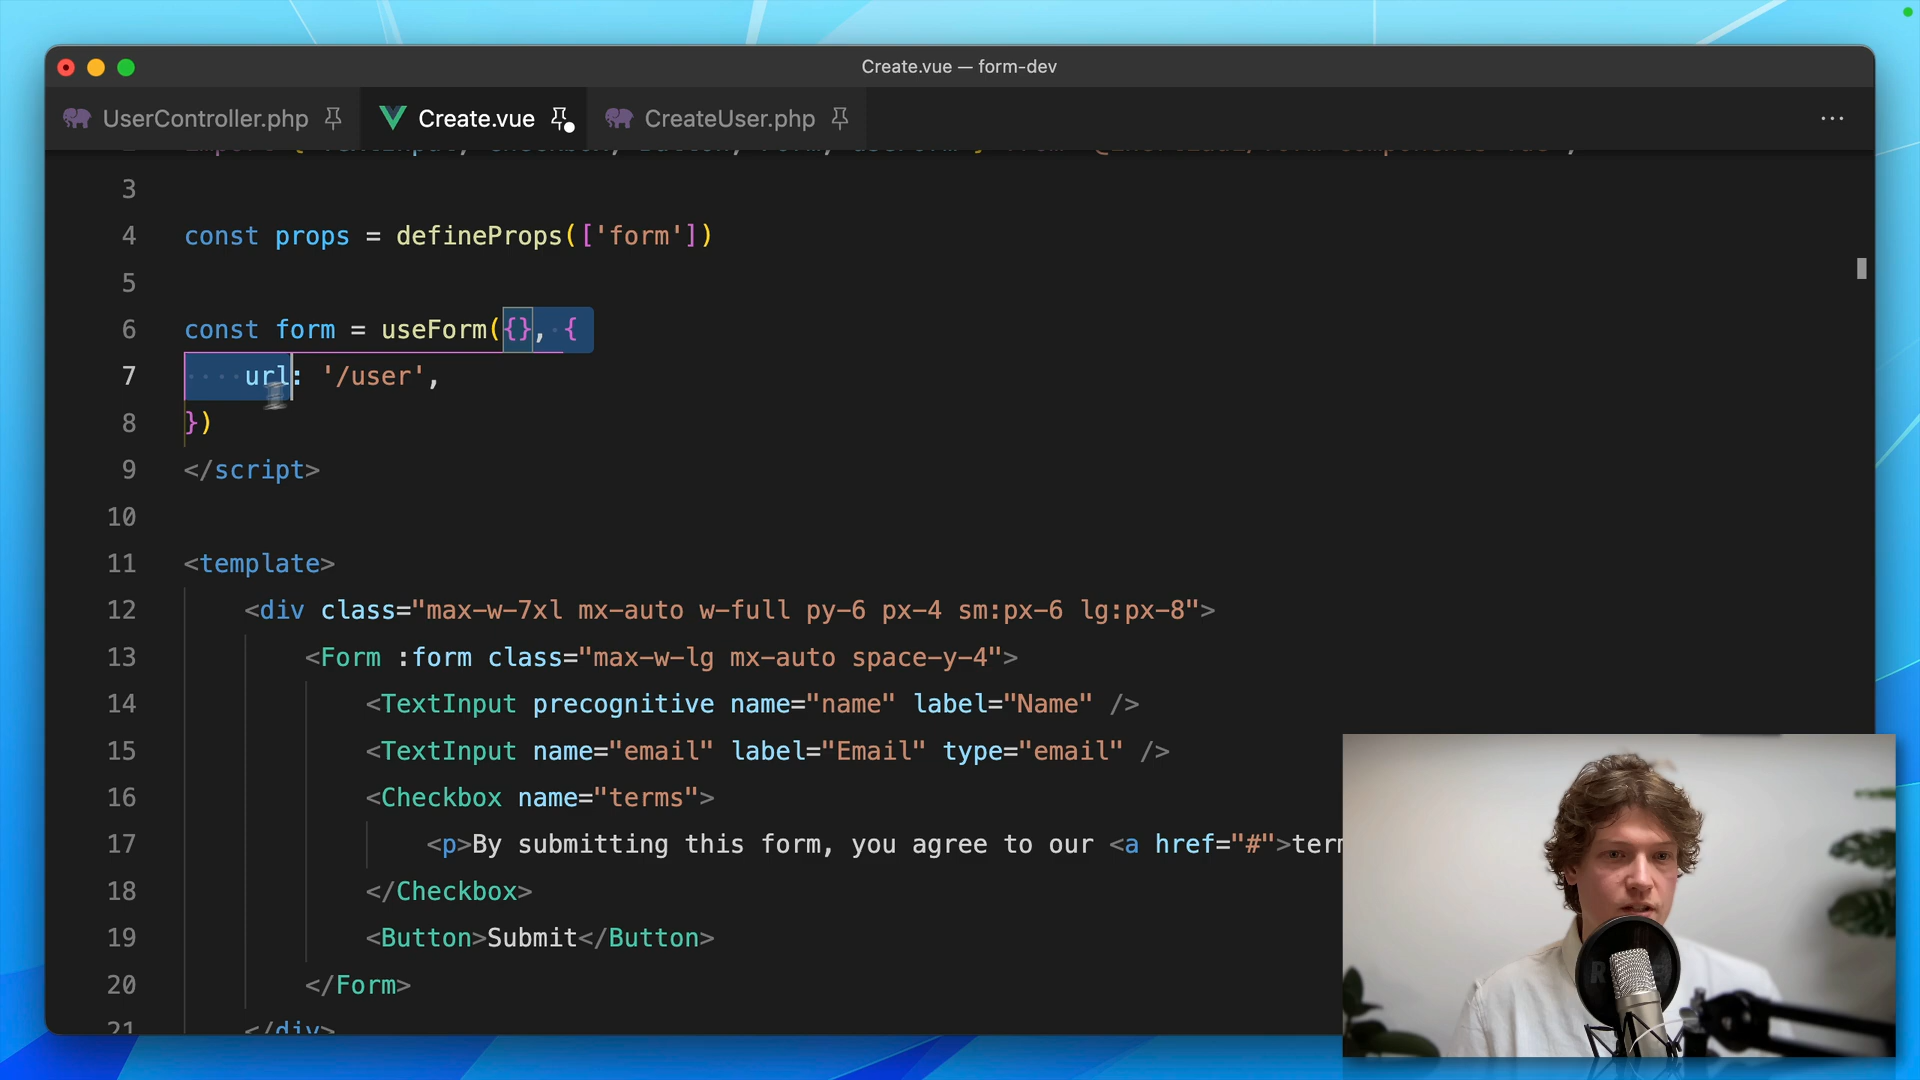 Create.vue — form-dev
UserController.php
Create.vue
CreateUser.php
...
3
4 const props = defineProps(['form'])
5
6 const form = useForm({}, {
7 url: '/user',
8 })
9 </script>
10
11 <template>
12 <div class="max-w-7xl mx-auto w-full py-6 px-4 sm:px-6 lg:px-8">
13 <Form :form class="max-w-lg mx-auto space-y-4">
14 <TextInput precognitive name="name" label="Name" />
15 <TextInput name="email" label="Email" type="email" />
16 <Checkbox name="terms">
17 <p>By submitting this form, you agree to our <a href="#">
18 </Checkbox>
19 <Button>Submit</Button>
20 </Form>
21 </div>